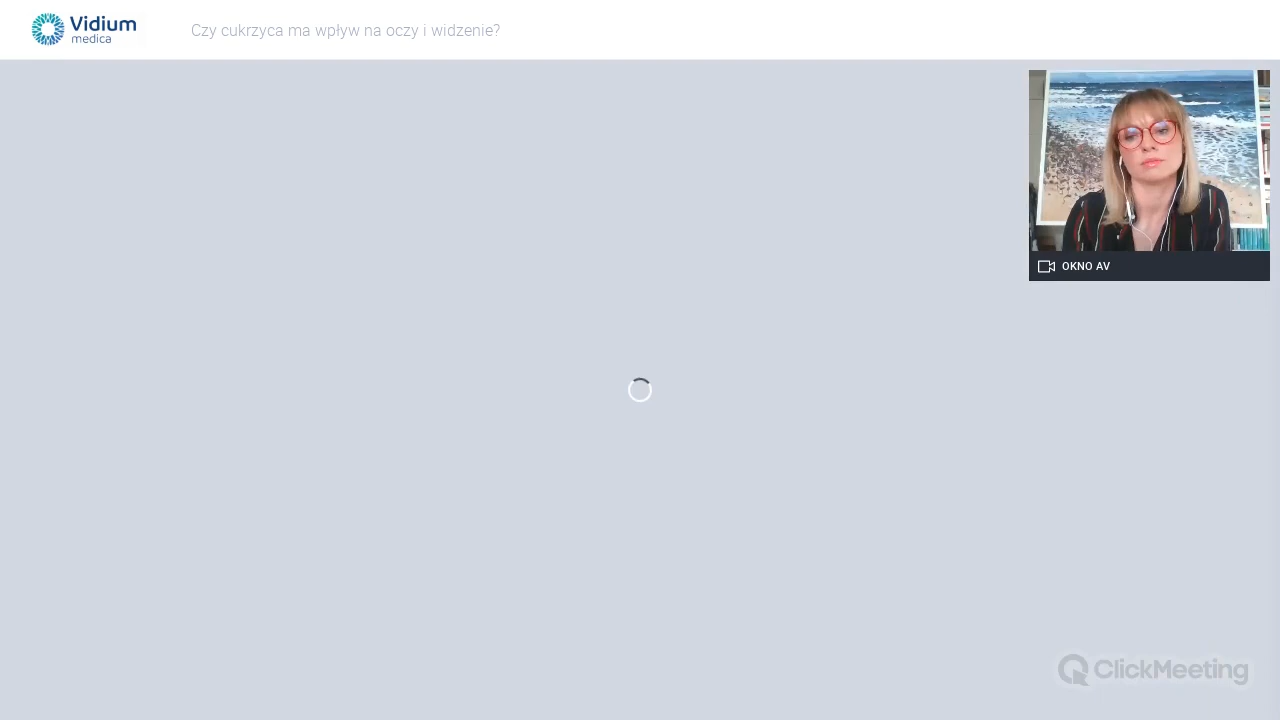 Vidium
medica
Czy cukrzyca ma wpływ na oczy i widzenie?
OKNO AV
ClickMeeting